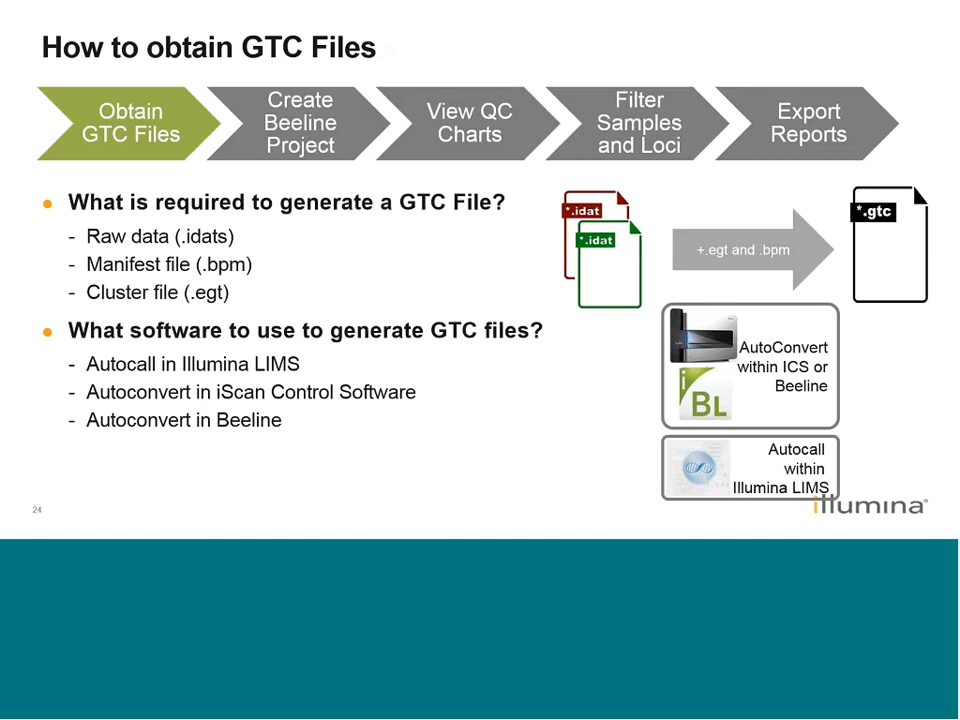 How to obtain GTC Files
Obtain
GTC Files
Create
Beeline
Project
View QC
Charts
Filter
Samples
and Loci
Export
Reports
● What is required to generate a GTC File?
- Raw data (.idats)
- Manifest file (.bpm)
- Cluster file (.egt)
● What software to use to generate GTC files?
- Autocall in Illumina LIMS
- Autoconvert in iScan Control Software
- Autoconvert in Beeline
*.idat
*.idat
+.egt and .bpm
*.gtc
AutoConvert
within ICS or
Beeline
i
BL
Autocall
within
Illumina LIMS
24
illumina®